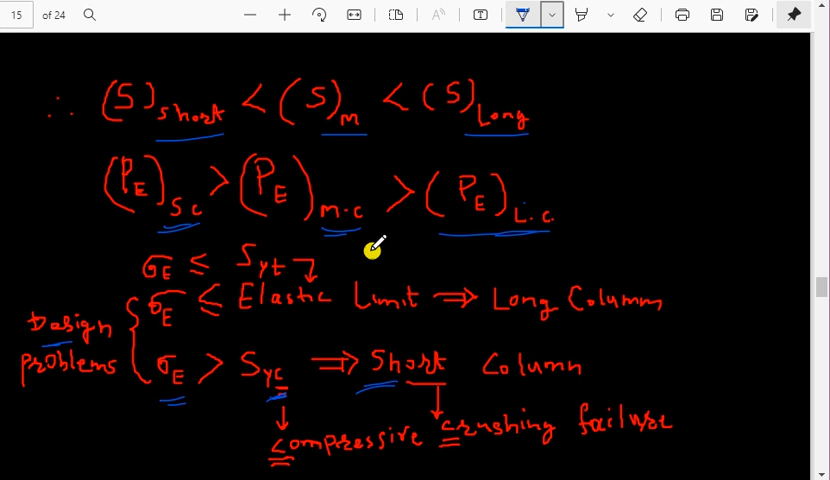 15 of 24
∴ (S)short < (S)M < (S)Long
(PE)S.C > (PE)M.C > (PE)L.C.
σE ≤ Syt
σE ≤ Elastic Limit ⇒ Long Column
Design problems
σE > Syc ⇒ Short Column
compressive crushing failure